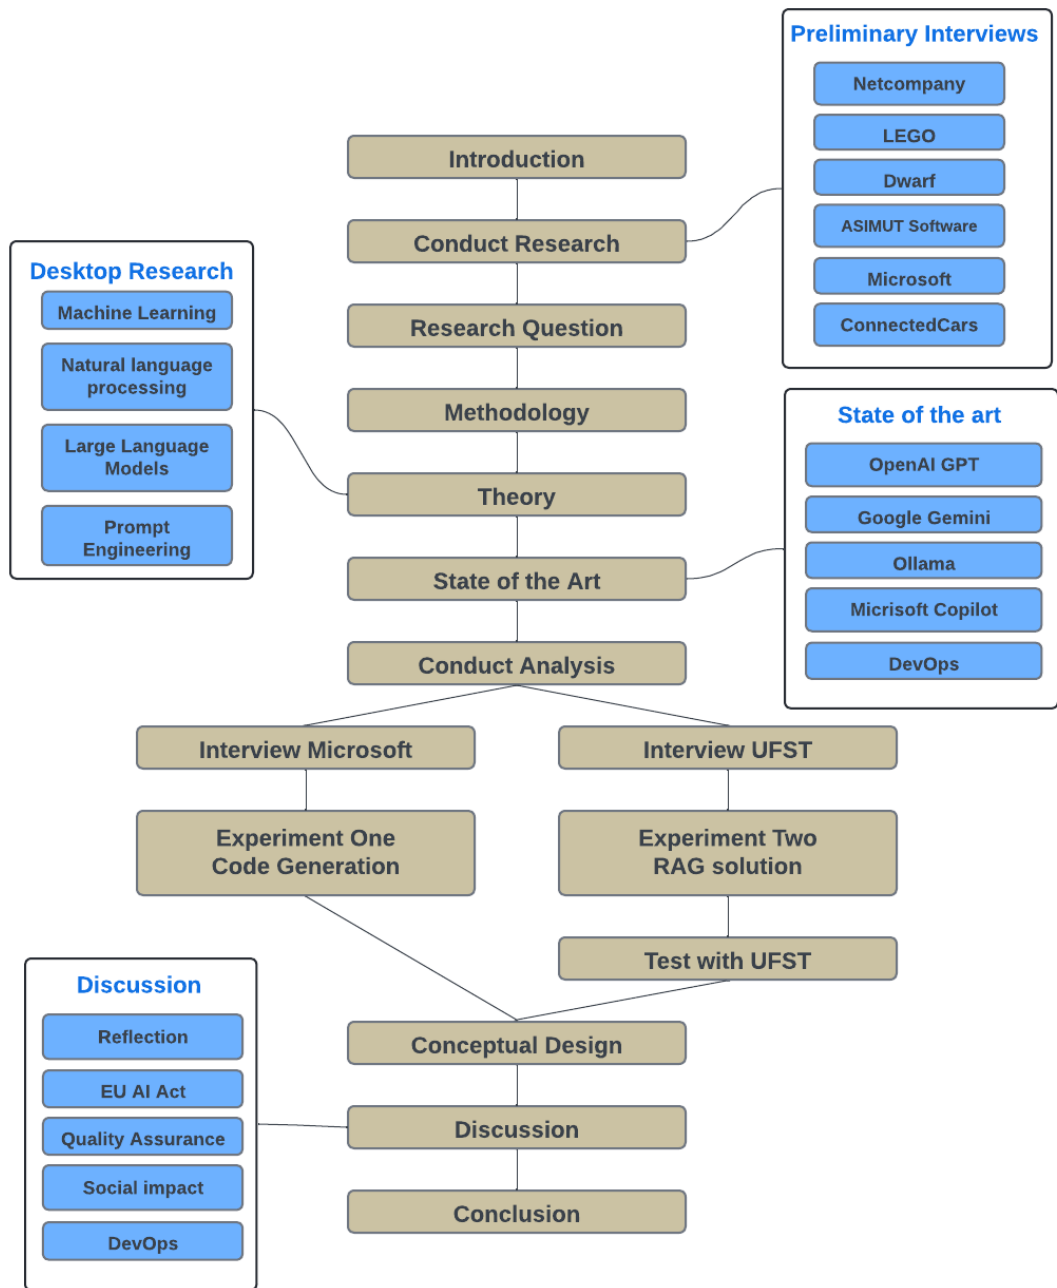 Preliminary Interviews
Netcompany
LEGO
Dwarf
ASIMUT Software
Microsoft
ConnectedCars
Introduction
Conduct Research
Research Question
Methodology
Theory
State of the Art
Conduct Analysis
Desktop Research
Machine Learning
Natural language
processing
Large Language
Models
Prompt
Engineering
State of the art
OpenAI GPT
Google Gemini
Ollama
Micrisoft Copilot
DevOps
Interview Microsoft
Experiment One
Code Generation
Interview UFST
Experiment Two
RAG solution
Test with UFST
Conceptual Design
Discussion
Conclusion
Discussion
Reflection
EU AI Act
Quality Assurance
Social impact
DevOps